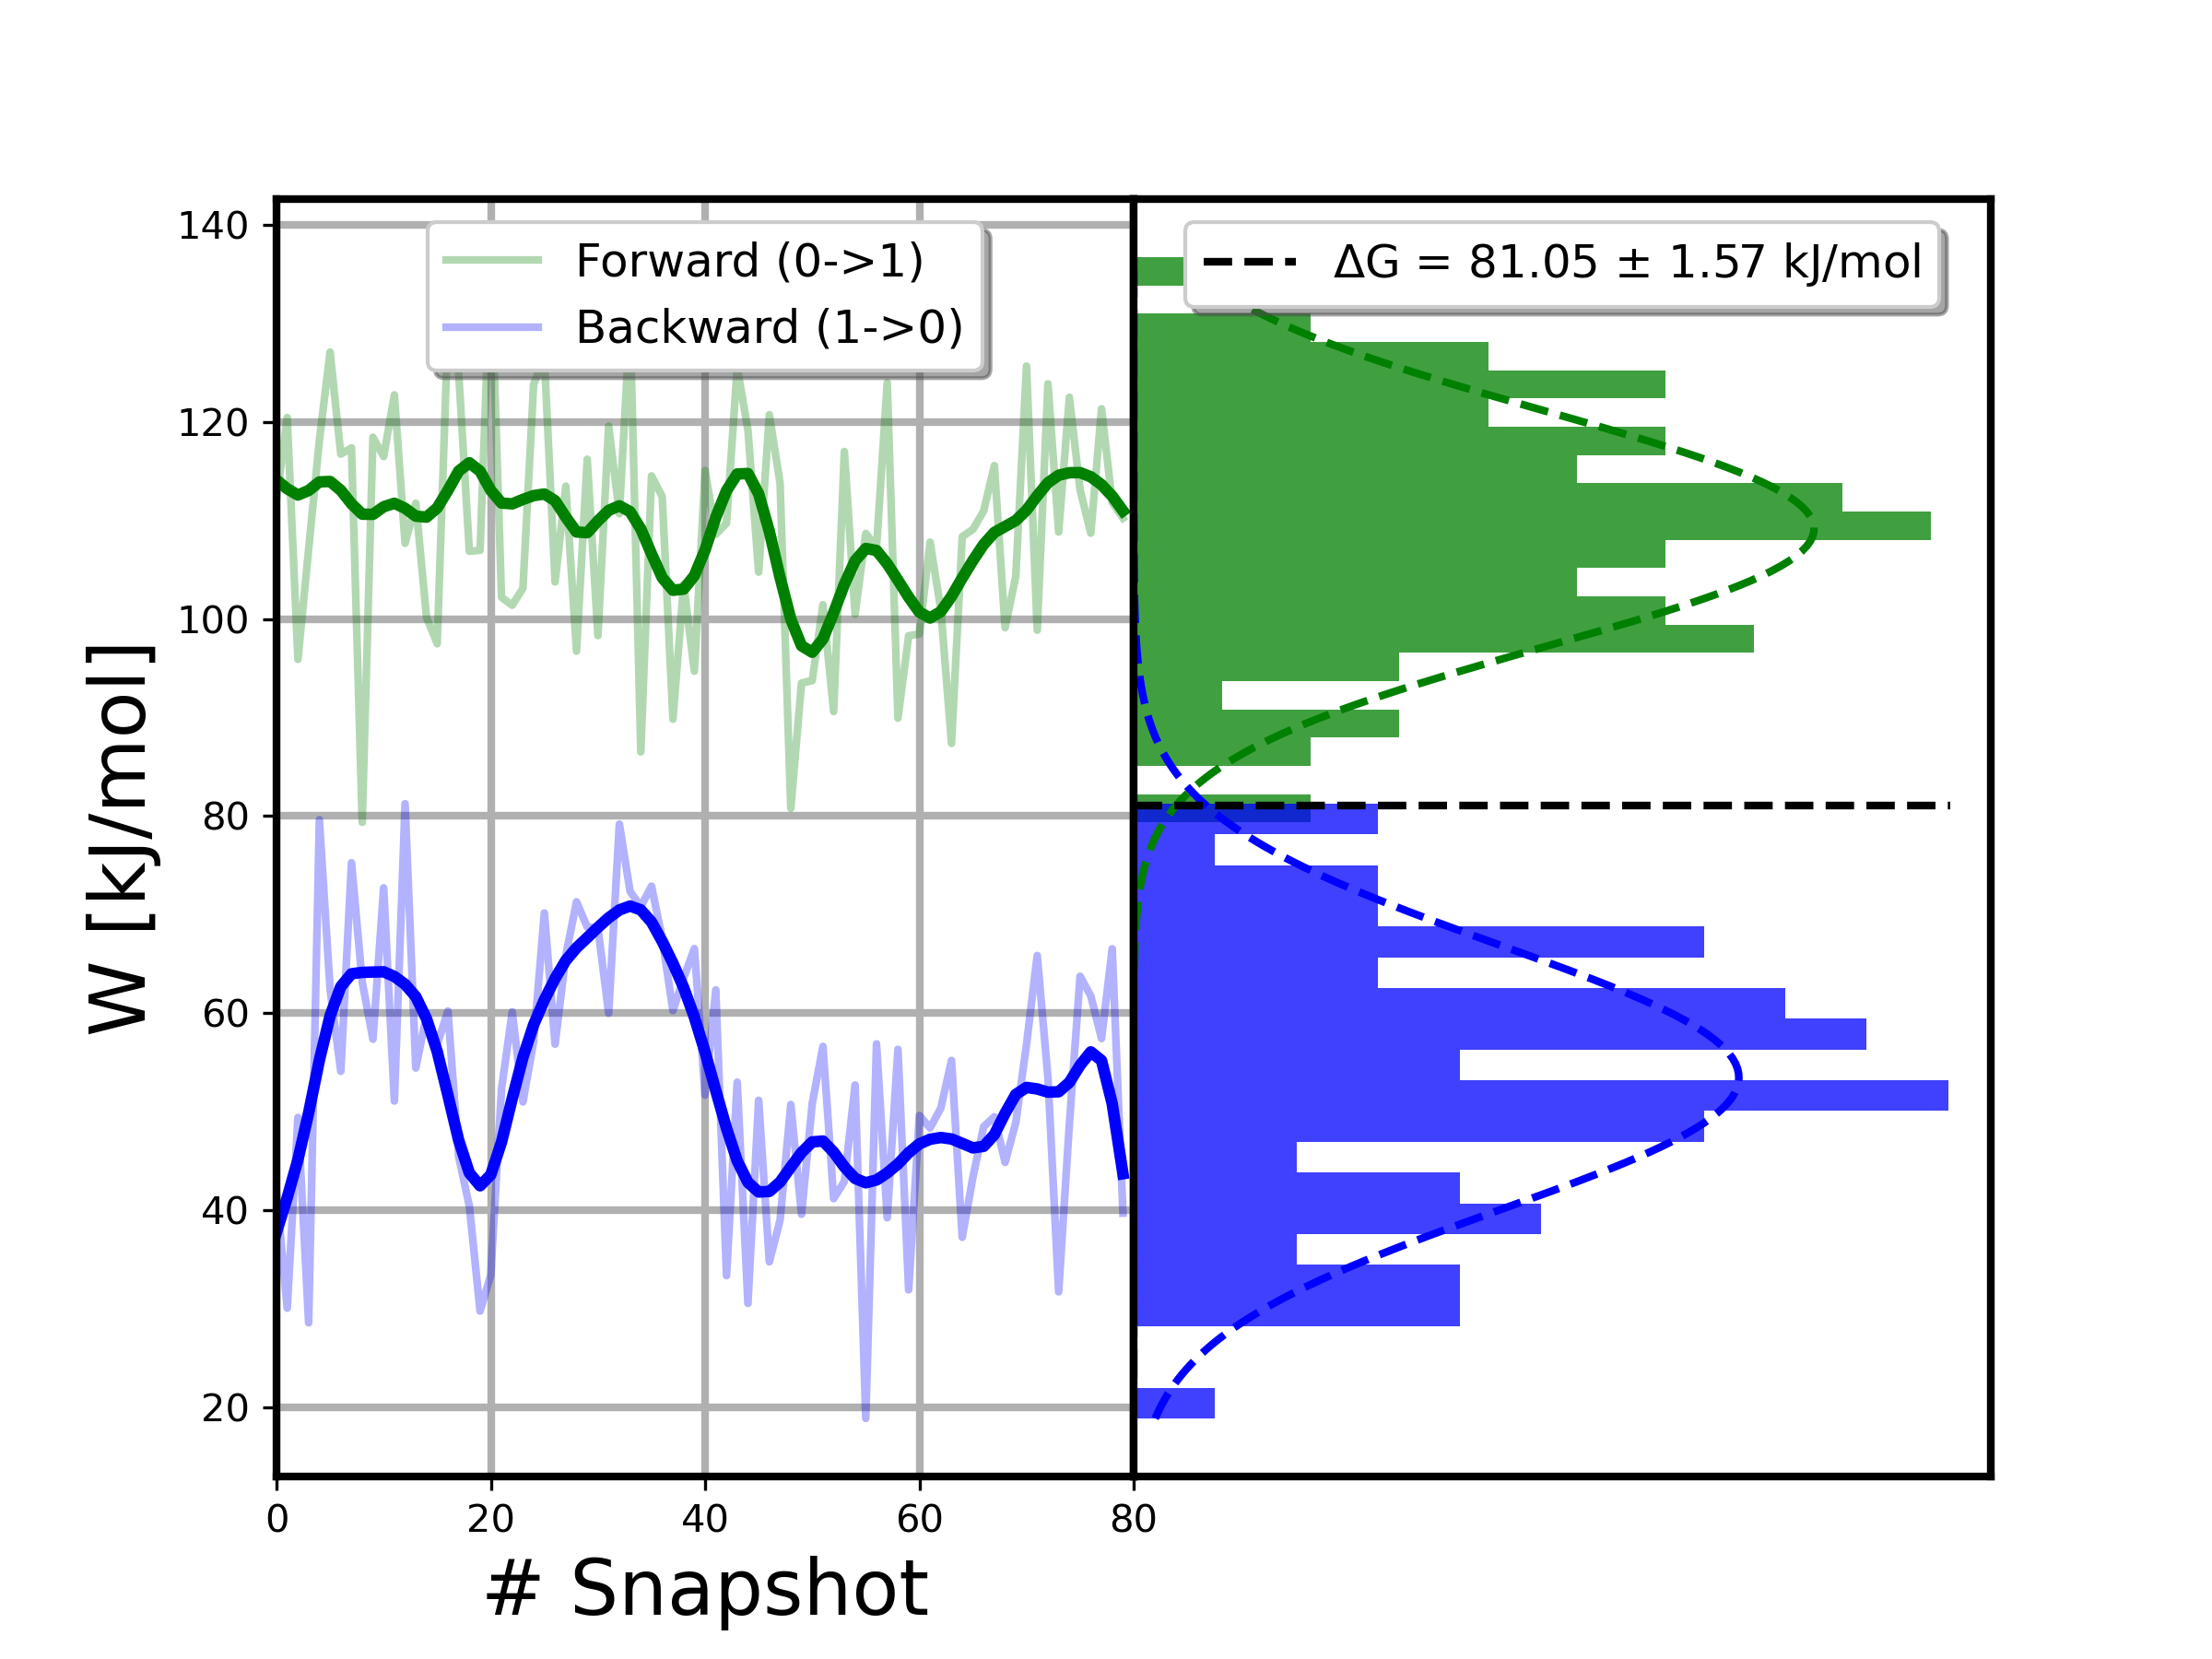 Forward (0->1)
Backward (1->0)
ΔG = 81.05 ± 1.57 kJ/mol
W [kJ/mol]
140
120
100
80
60
40
20
0 20 40 60 80
# Snapshot